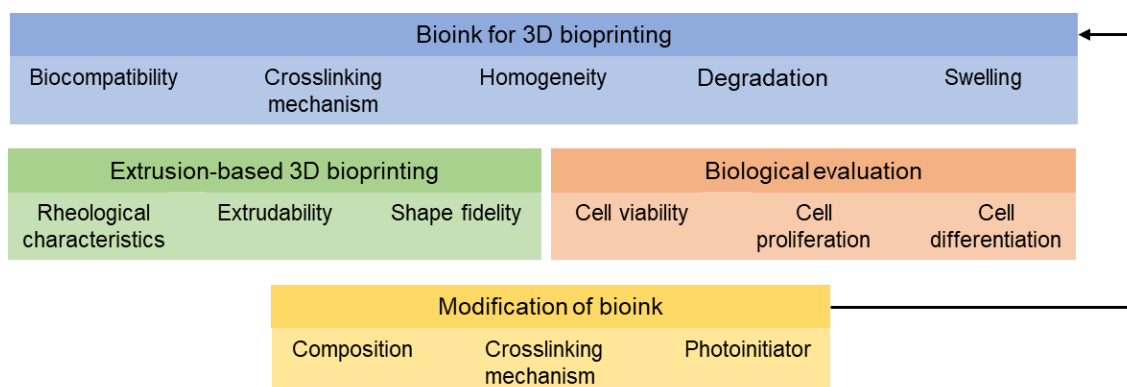 Bioink for 3D bioprinting
Biocompatibility Crosslinking mechanism Homogeneity Degradation Swelling
Extrusion-based 3D bioprinting
Rheological characteristics Extrudability Shape fidelity
Biological evaluation
Cell viability Cell proliferation Cell differentiation
Modification of bioink
Composition Crosslinking mechanism Photoinitiator